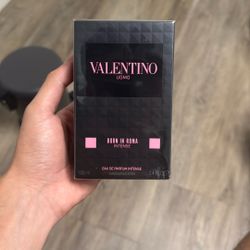 VALENTINO
UOMO
BORN IN ROMA
INTENSE
EAU DE PARFUM INTENSE